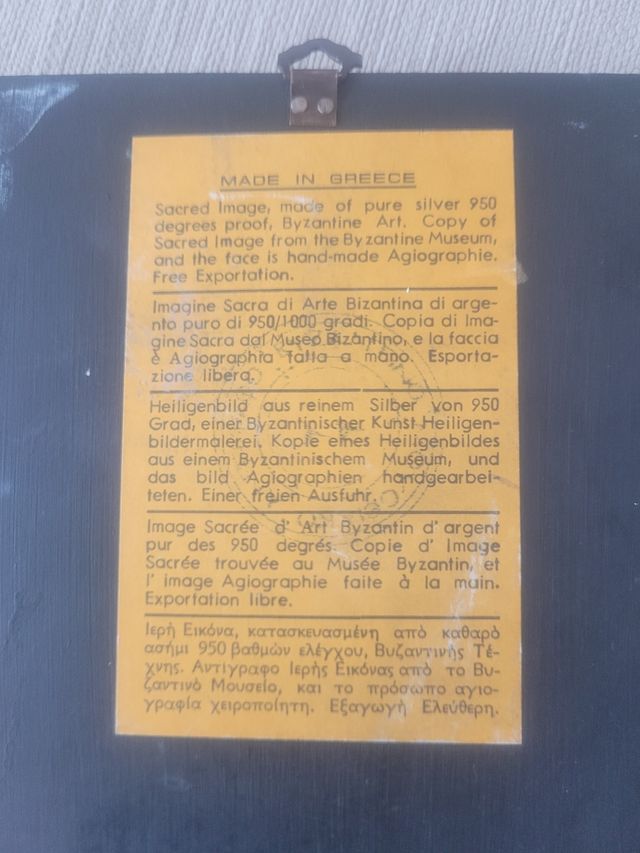 MADE IN GREECE
Sacred Image, made of pure silver 950
degrees proof, Byzantine Art. Copy of
Sacred Image from the Byzantine Museum,
and the face is hand-made Agiographie.
Free Exportation.
Imagine Sacra di Arte Bizantina di arge-
nto puro di 950/1000 gradi. Copia di Ima-
gine Sacra dal Museo Bizantino, e la faccia
è Agiographia fatta a mano. Esporta-
zione libera.
Heiligenbild aus reinem Silber von 950
Grad, einer Byzantinischer Kunst Heiligen-
bildermalerei. Kopie eines Heiligenbildes
aus einem Byzantinischem Museum, und
das bild Agiographien handgearbei-
teten. Einer freien Ausfuhr.
Image Sacrée d' Art Byzantin d' argent
pur des 950 degrés. Copie d' Image
Sacrée trouvée au Musée Byzantin, et
l' image Agiographie faite à la main.
Exportation libre.
Ιερή Εικόνα, κατασκευασμένη από καθαρό
ασήμι 950 βαθμών ελέγχου, Βυζαντινής Τέ-
χνης. Αντίγραφο Ιερής Εικόνας από το Βυ-
ζαντινό Μουσείο, και το πρόσωπο αγιο-
γραφία χειροποίητη. Εξαγωγή Ελεύθερη.